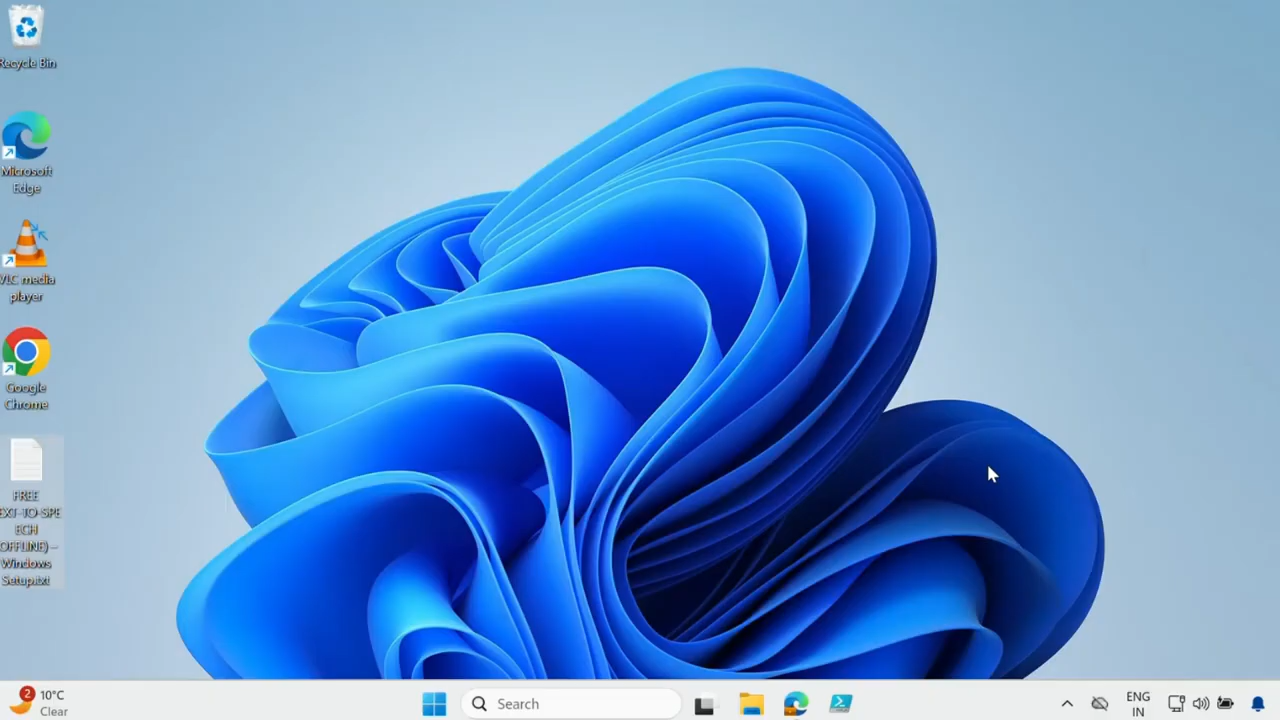 Recycle Bin
Microsoft
Edge
VLC media
player
Google
Chrome
FREE
EXT-TO-SPE
ECH
OFFLINE) –
Windows
Setup.txt
2
10°C
Clear
Search
ENG
IN